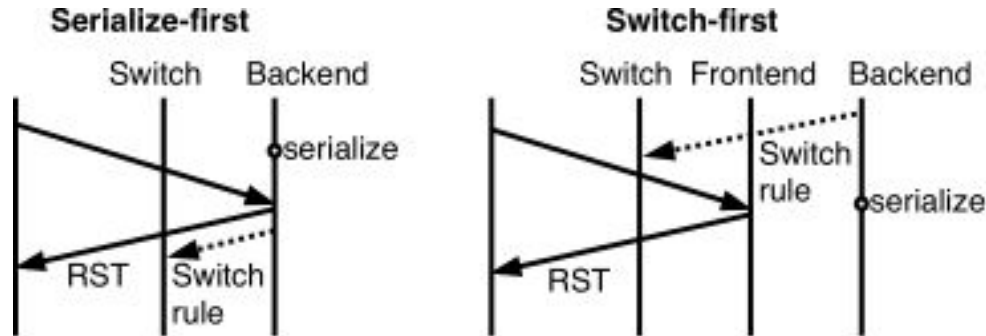 Serialize-first
Switch Backend
serialize
RST
Switch
rule
Switch-first
Switch Frontend Backend
Switch
rule
serialize
RST